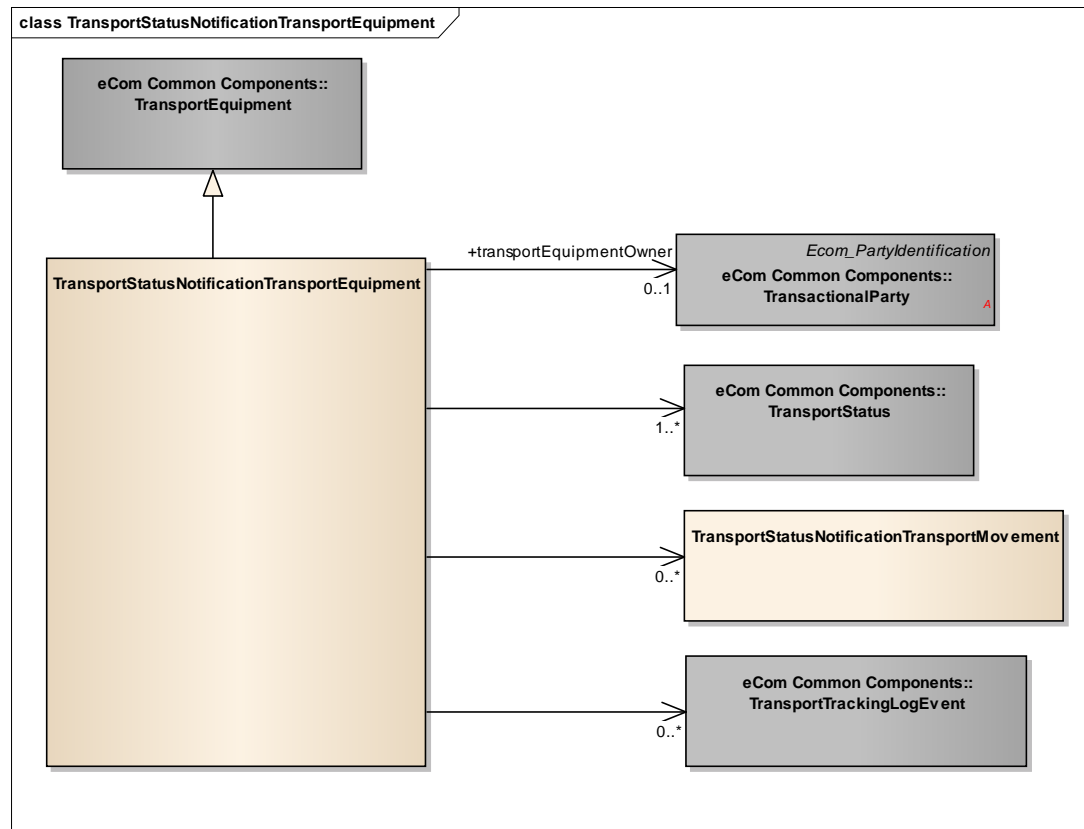 class TransportStatusNotificationTransportEquipment
eCom Common Components::
TransportEquipment
TransportStatusNotificationTransportEquipment
+transportEquipmentOwner
0..1
Ecom_PartyIdentification
eCom Common Components::
TransactionalParty
A
1..*
eCom Common Components::
TransportStatus
0..*
TransportStatusNotificationTransportMovement
0..*
eCom Common Components::
TransportTrackingLogEvent